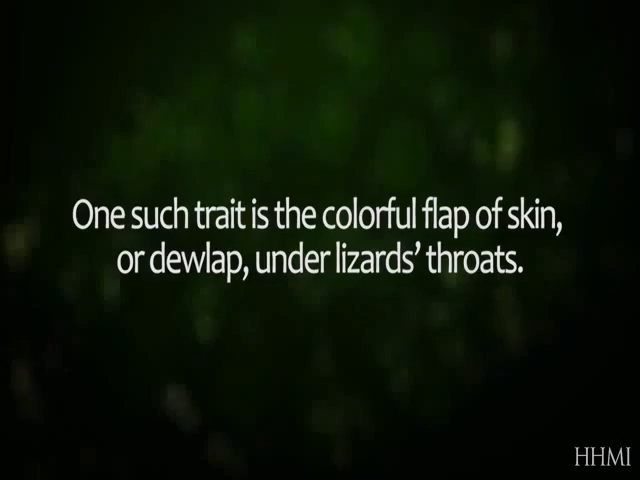 One such trait is the colorful flap of skin,
or dewlap, under lizards’ throats.
HHMI